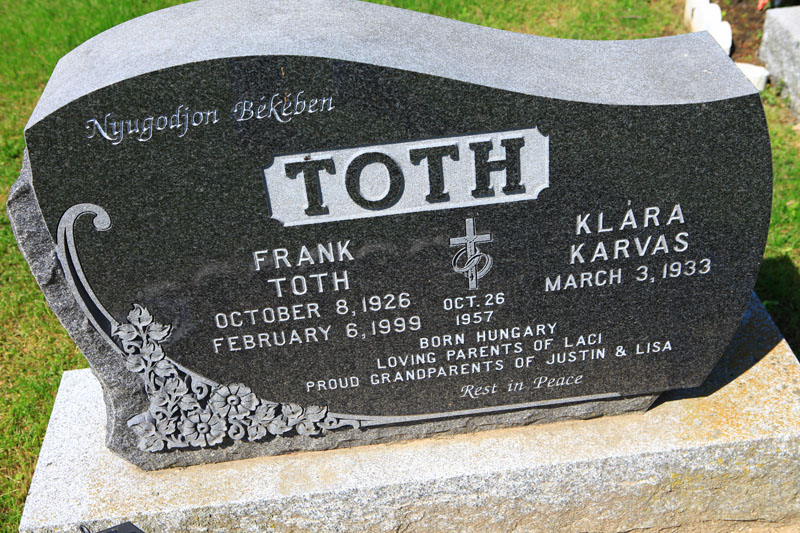 Nyugodjon Békében
TOTH
FRANK
TOTH
OCTOBER 8, 1926
FEBRUARY 6, 1999
OCT. 26
1957
KLÁRA
KARVAS
MARCH 3, 1933
BORN HUNGARY
LOVING PARENTS OF LACI
PROUD GRANDPARENTS OF JUSTIN & LISA
Rest in Peace